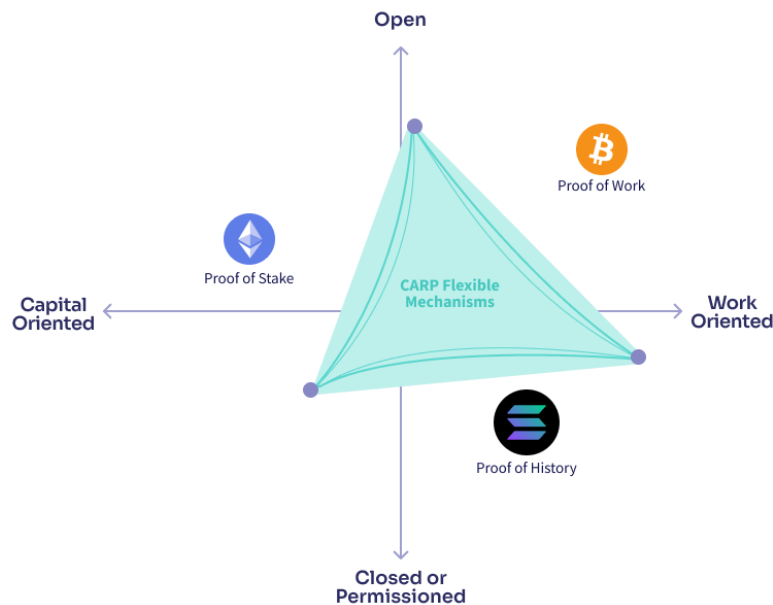 Open
Proof of Work
Proof of Stake
CARP Flexible
Mechanisms
Capital
Oriented
Work
Oriented
Proof of History
Closed or
Permissioned